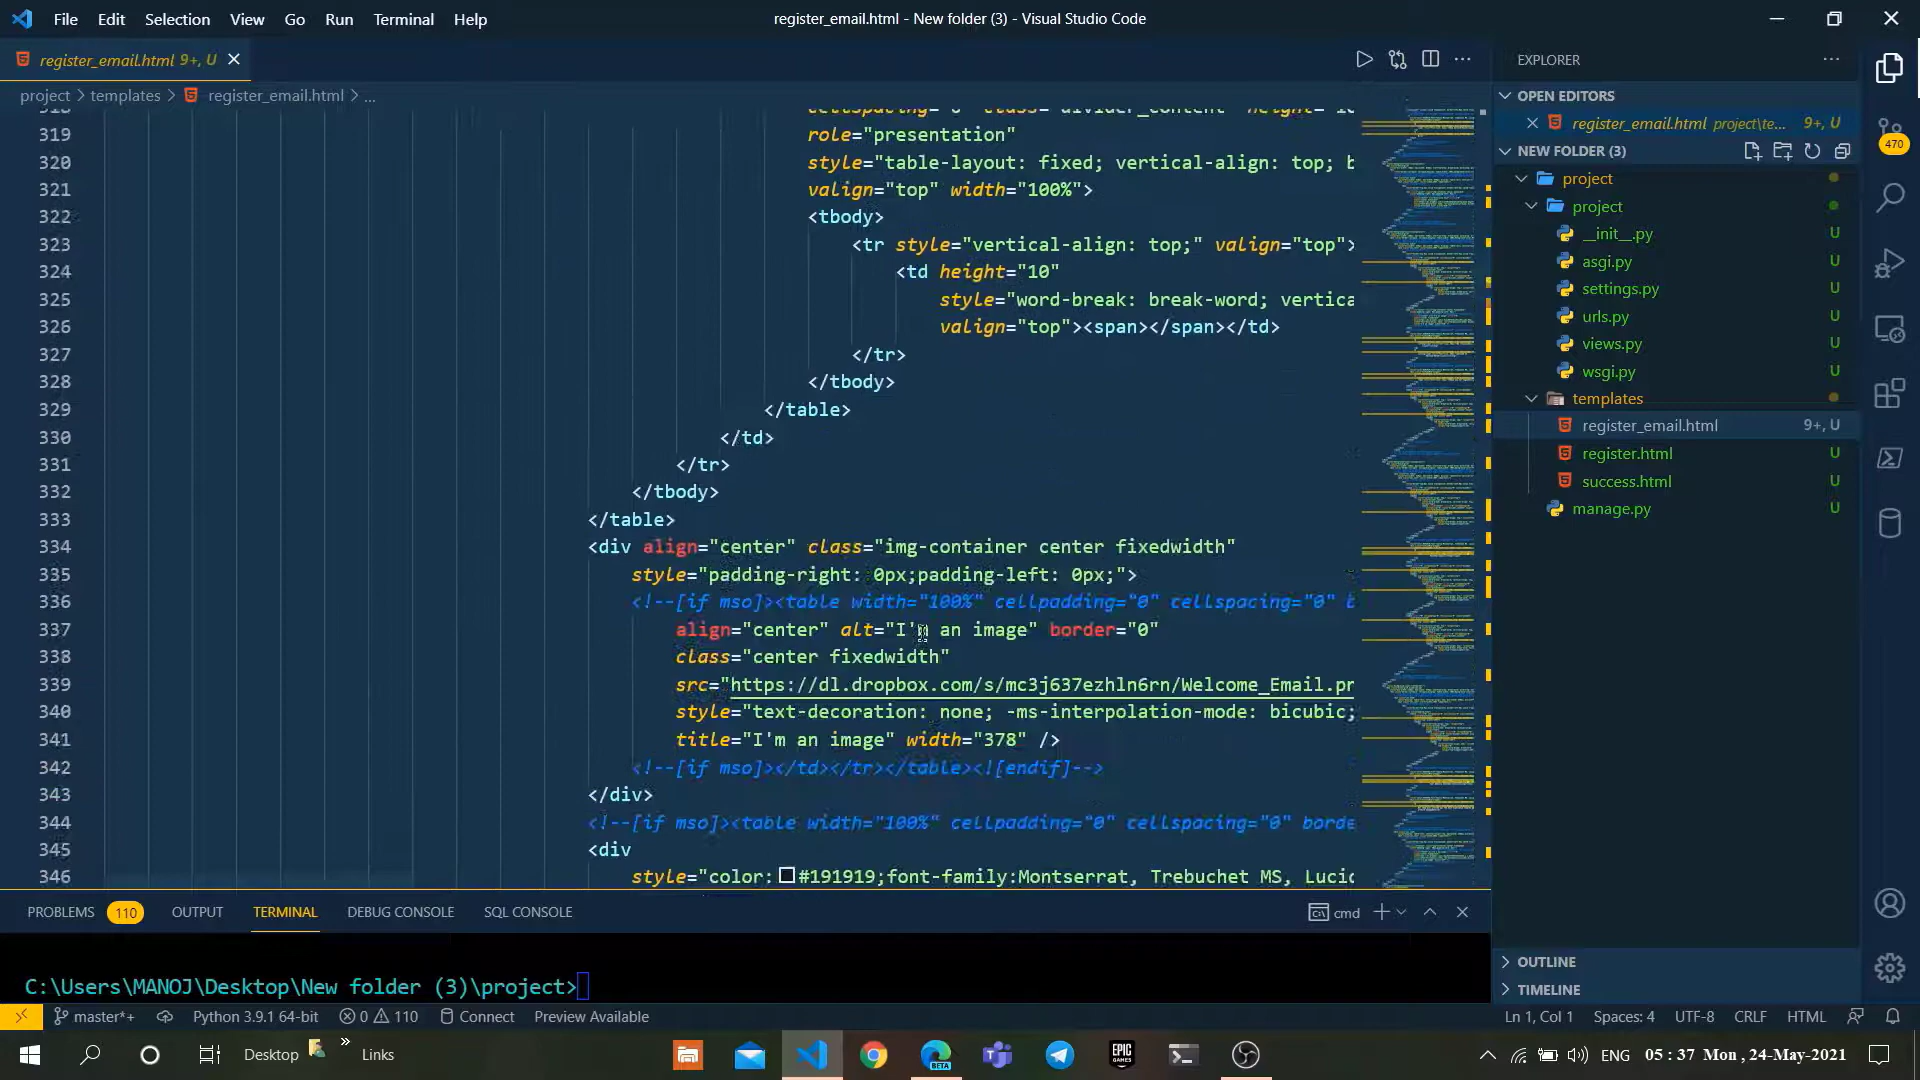 File Edit Selection View Go Run Terminal Help
register_email.html - New folder (3) - Visual Studio Code
register_email.html 9+, U
project > templates > register_email.html > ...
319 role="presentation"
320 style="table-layout: fixed; vertical-align: top; b
321 valign="top" width="100%">
322 <tbody>
323 <tr style="vertical-align: top;" valign="top">
324 <td height="10"
325 style="word-break: break-word; vertica
326 valign="top"><span></span></td>
327 </tr>
328 </tbody>
329 </table>
330 </td>
331 </tr>
332 </tbody>
333 </table>
334 <div align="center" class="img-container center fixedwidth"
335 style="padding-right: 0px;padding-left: 0px;">
336 <!--[if mso]><table width="100%" cellpadding="0" cellspacing="0" b
337 align="center" alt="I'm an image" border="0"
338 class="center fixedwidth"
339 src="https://dl.dropbox.com/s/mc3j637ezhln6rn/Welcome_Email.pn
340 style="text-decoration: none; -ms-interpolation-mode: bicubic;
341 title="I'm an image" width="378" />
342 <!--[if mso]></td></tr></table><![endif]-->
343 </div>
344 <!--[if mso]><table width="100%" cellpadding="0" cellspacing="0" borde
345 <div
346 style="color:#191919;font-family:Montserrat, Trebuchet MS, Lucid
PROBLEMS 110 OUTPUT TERMINAL DEBUG CONSOLE SQL CONSOLE
cmd
C:\Users\MANOJ\Desktop\New folder (3)\project>
EXPLORER
OPEN EDITORS
register_email.html project\te... 9+, U
NEW FOLDER (3)
project
project
__init__.py U
asgi.py U
settings.py U
urls.py U
views.py U
wsgi.py U
templates
register_email.html 9+, U
register.html U
success.html U
manage.py U
OUTLINE
TIMELINE
470
master*+ Python 3.9.1 64-bit 0 110 Connect Preview Available
Ln 1, Col 1 Spaces: 4 UTF-8 CRLF HTML
Desktop » Links
BETA
EPIC GAMES
ENG 05 : 37 Mon , 24-May-2021